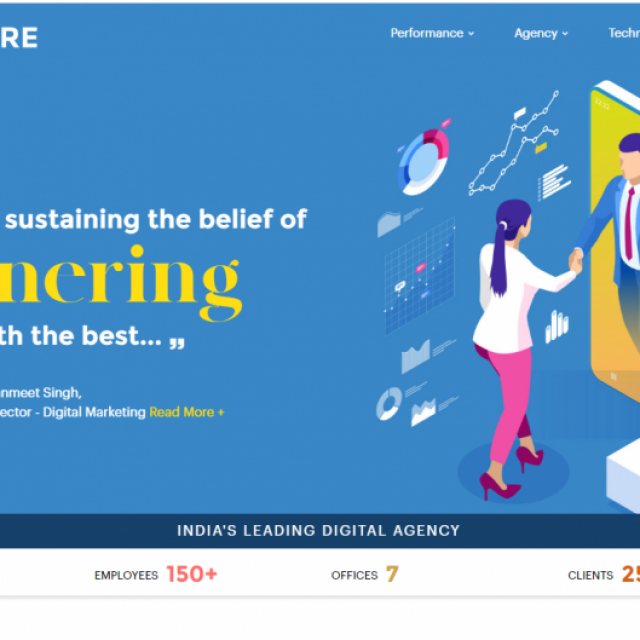 RE
Performance
Agency
Techn
sustaining the belief of
nering
th the best... „
nmeet Singh,
ector - Digital Marketing Read More +
INDIA'S LEADING DIGITAL AGENCY
EMPLOYEES 150+
OFFICES 7
CLIENTS 25